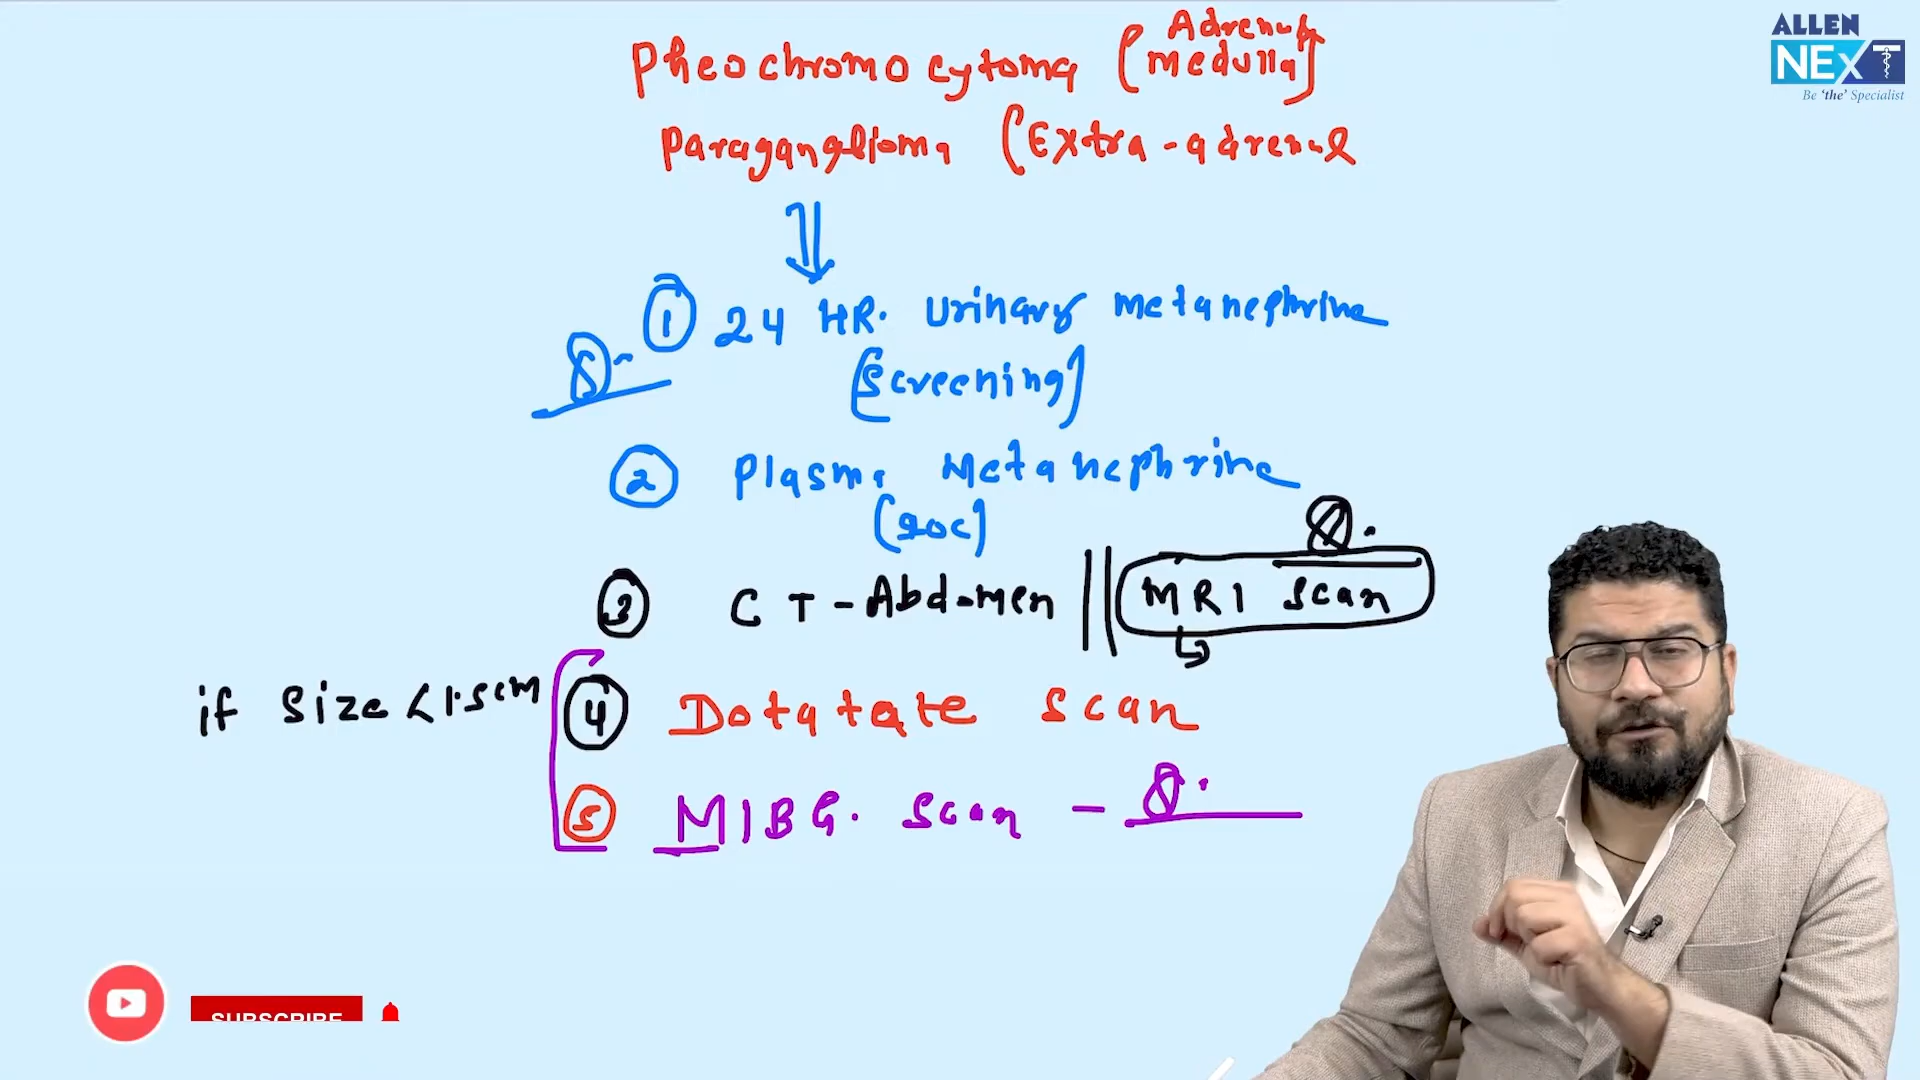 Adrenal
Pheochromocytoma (medulla)
Paraganglioma (Extra-adrenal
① 24 HR. Urinary metanephrine
(Screening)
② Plasma Metanephrine
③ CT-Abdomen || MRI Scan
if Size <1.5cm ④ Dotatate Scan
⑤ MIBG. Scan -
ALLEN
NEXT
Be 'the' Specialist
SUBSCRIBE